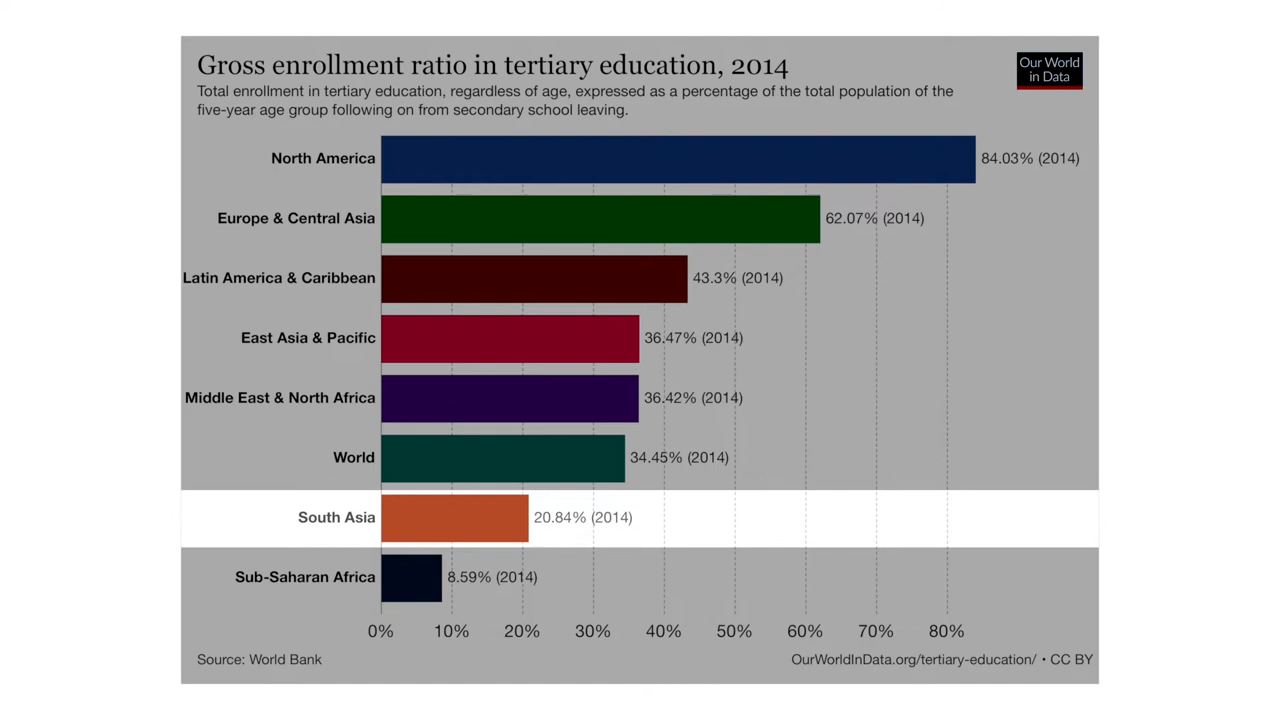 Gross enrollment ratio in tertiary education, 2014
Our World
in Data
Total enrollment in tertiary education, regardless of age, expressed as a percentage of the total population of the
five-year age group following on from secondary school leaving.
North America 84.03% (2014)
Europe & Central Asia 62.07% (2014)
Latin America & Caribbean 43.3% (2014)
East Asia & Pacific 36.47% (2014)
Middle East & North Africa 36.42% (2014)
World 34.45% (2014)
South Asia 20.84% (2014)
Sub-Saharan Africa 8.59% (2014)
0% 10% 20% 30% 40% 50% 60% 70% 80%
Source: World Bank OurWorldInData.org/tertiary-education/ • CC BY